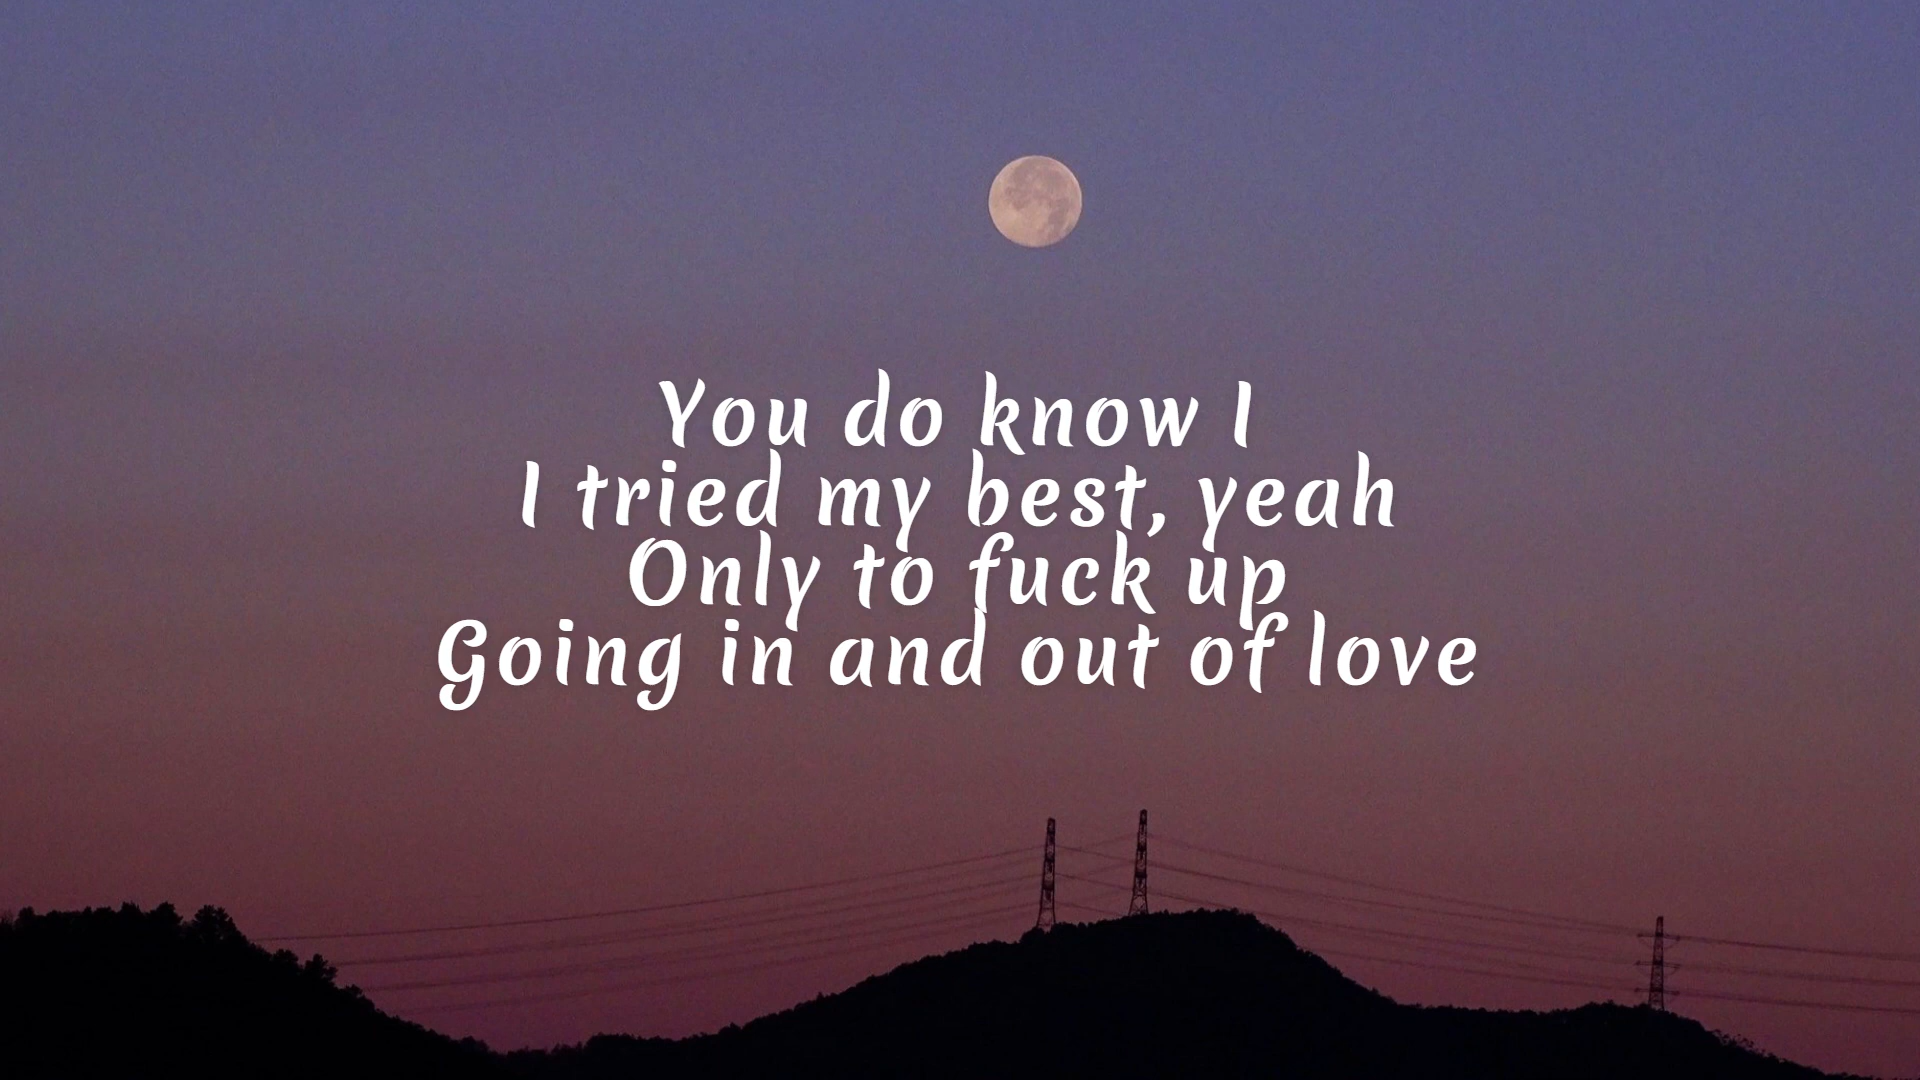 You do know I
I tried my best, yeah
Only to fuck up
Going in and out of love